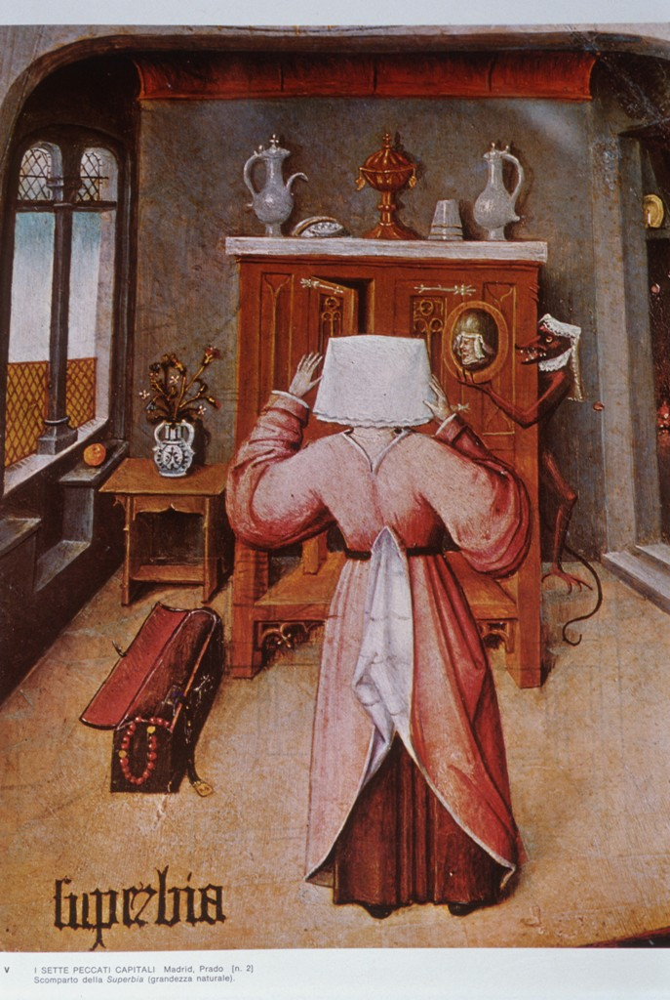 superbia
V I SETTE PECCATI CAPITALI Madrid, Prado [n. 2]
Scomparto della Superbia (grandezza naturale).